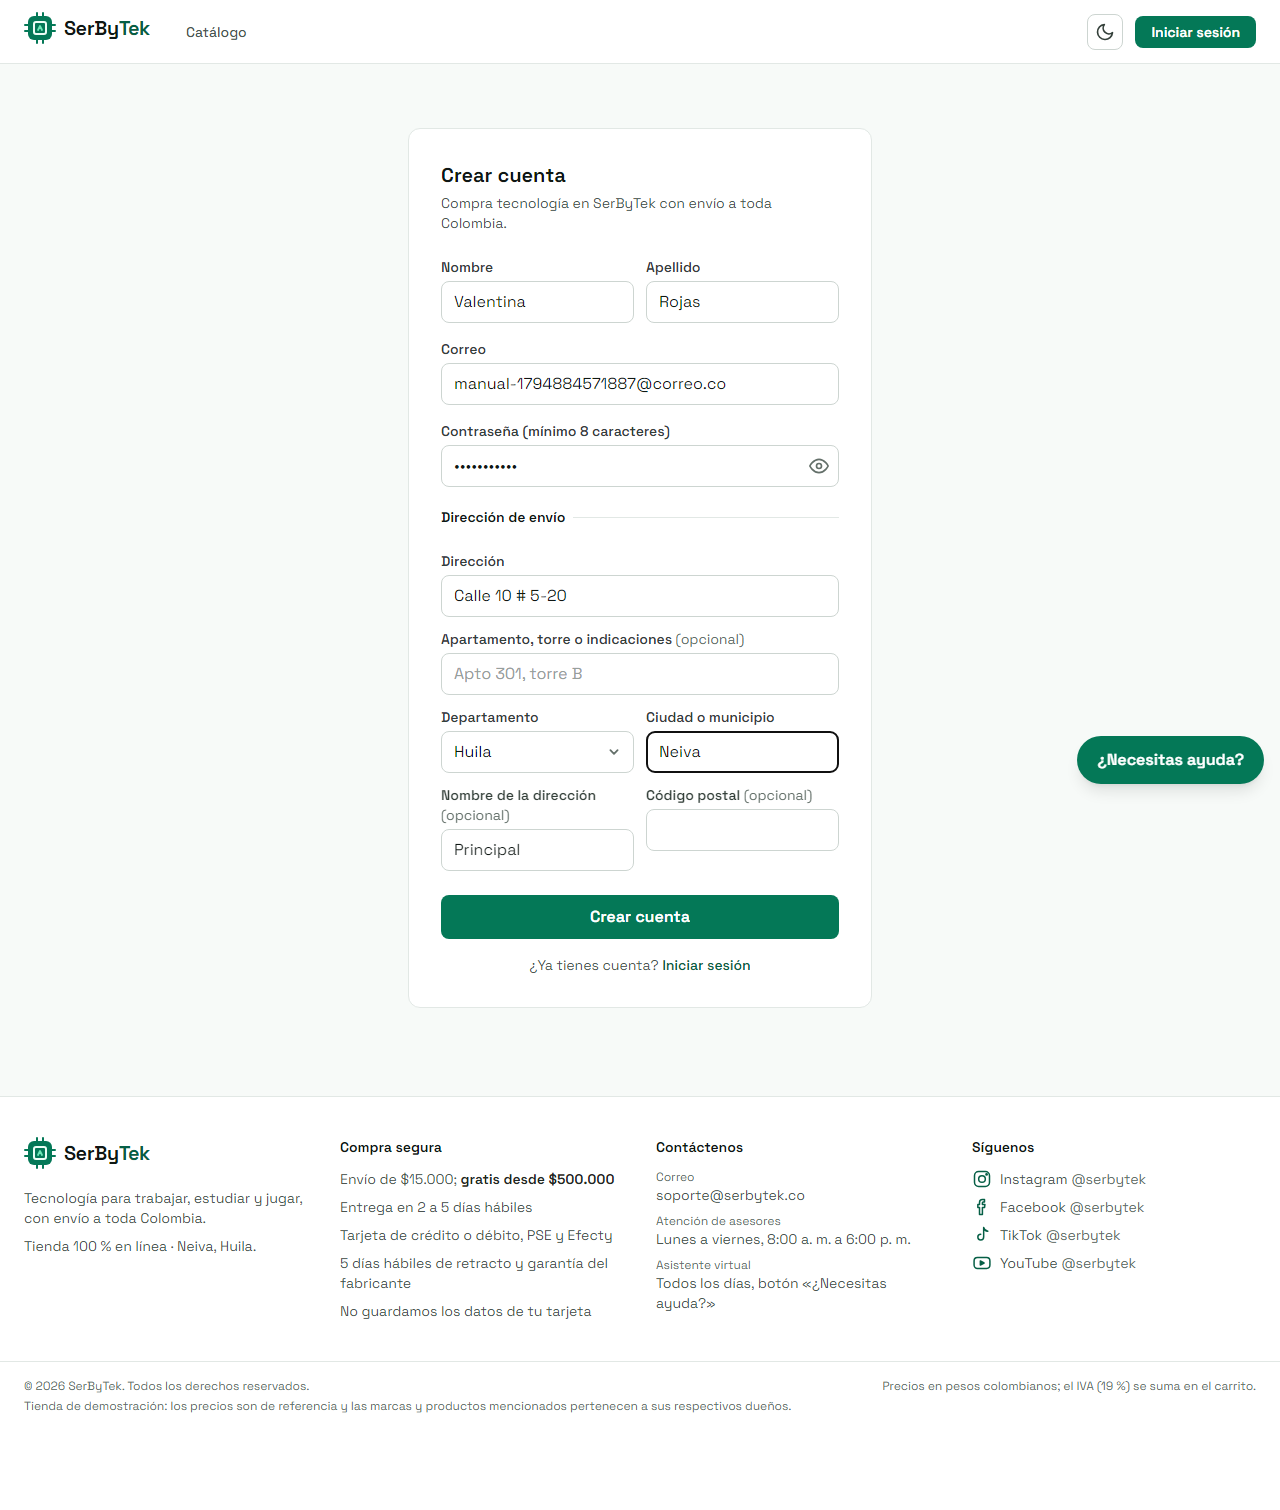 SerByTek
Catálogo
Iniciar sesión
Crear cuenta
Compra tecnología en SerByTek con envío a toda
Colombia.
Nombre
Apellido
Valentina
Rojas
Correo
manual-1794884571887@correo.co
Contraseña (mínimo 8 caracteres)
•••••••••••
Dirección de envío
Dirección
Calle 10 # 5-20
Apartamento, torre o indicaciones (opcional)
Apto 301, torre B
Departamento
Ciudad o municipio
Huila
Neiva
Nombre de la dirección
(opcional)
Código postal (opcional)
Principal
Crear cuenta
¿Ya tienes cuenta? Iniciar sesión
¿Necesitas ayuda?
SerByTek
Tecnología para trabajar, estudiar y jugar,
con envío a toda Colombia.
Tienda 100 % en línea · Neiva, Huila.
Compra segura
Envío de $15.000; gratis desde $500.000
Entrega en 2 a 5 días hábiles
Tarjeta de crédito o débito, PSE y Efecty
5 días hábiles de retracto y garantía del
fabricante
No guardamos los datos de tu tarjeta
Contáctenos
Correo
soporte@serbytek.co
Atención de asesores
Lunes a viernes, 8:00 a. m. a 6:00 p. m.
Asistente virtual
Todos los días, botón «¿Necesitas
ayuda?»
Síguenos
Instagram @serbytek
Facebook @serbytek
TikTok @serbytek
YouTube @serbytek
© 2026 SerByTek. Todos los derechos reservados.
Precios en pesos colombianos; el IVA (19 %) se suma en el carrito.
Tienda de demostración: los precios son de referencia y las marcas y productos mencionados pertenecen a sus respectivos dueños.